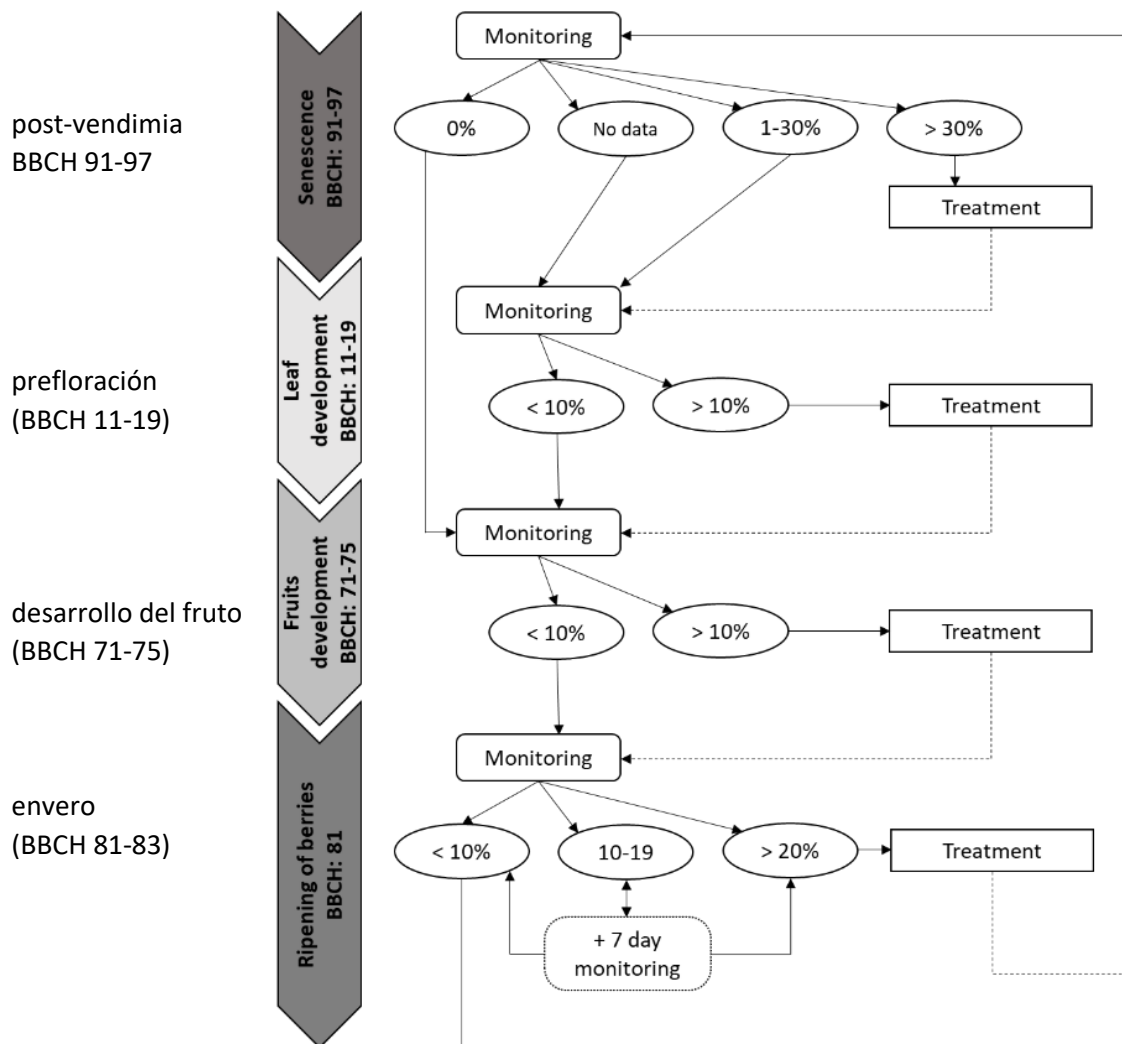 Monitoring
post-vendimia
BBCH 91-97
Senescence
BBCH: 91-97
0%
No data
1-30%
> 30%
Treatment
Monitoring
prefloración
(BBCH 11-19)
Leaf
development
BBCH: 11-19
< 10%
> 10%
Treatment
Monitoring
desarrollo del fruto
(BBCH 71-75)
Fruits
development
BBCH: 71-75
< 10%
> 10%
Treatment
Monitoring
envero
(BBCH 81-83)
Ripening of berries
BBCH: 81
< 10%
10-19
> 20%
Treatment
+ 7 day
monitoring